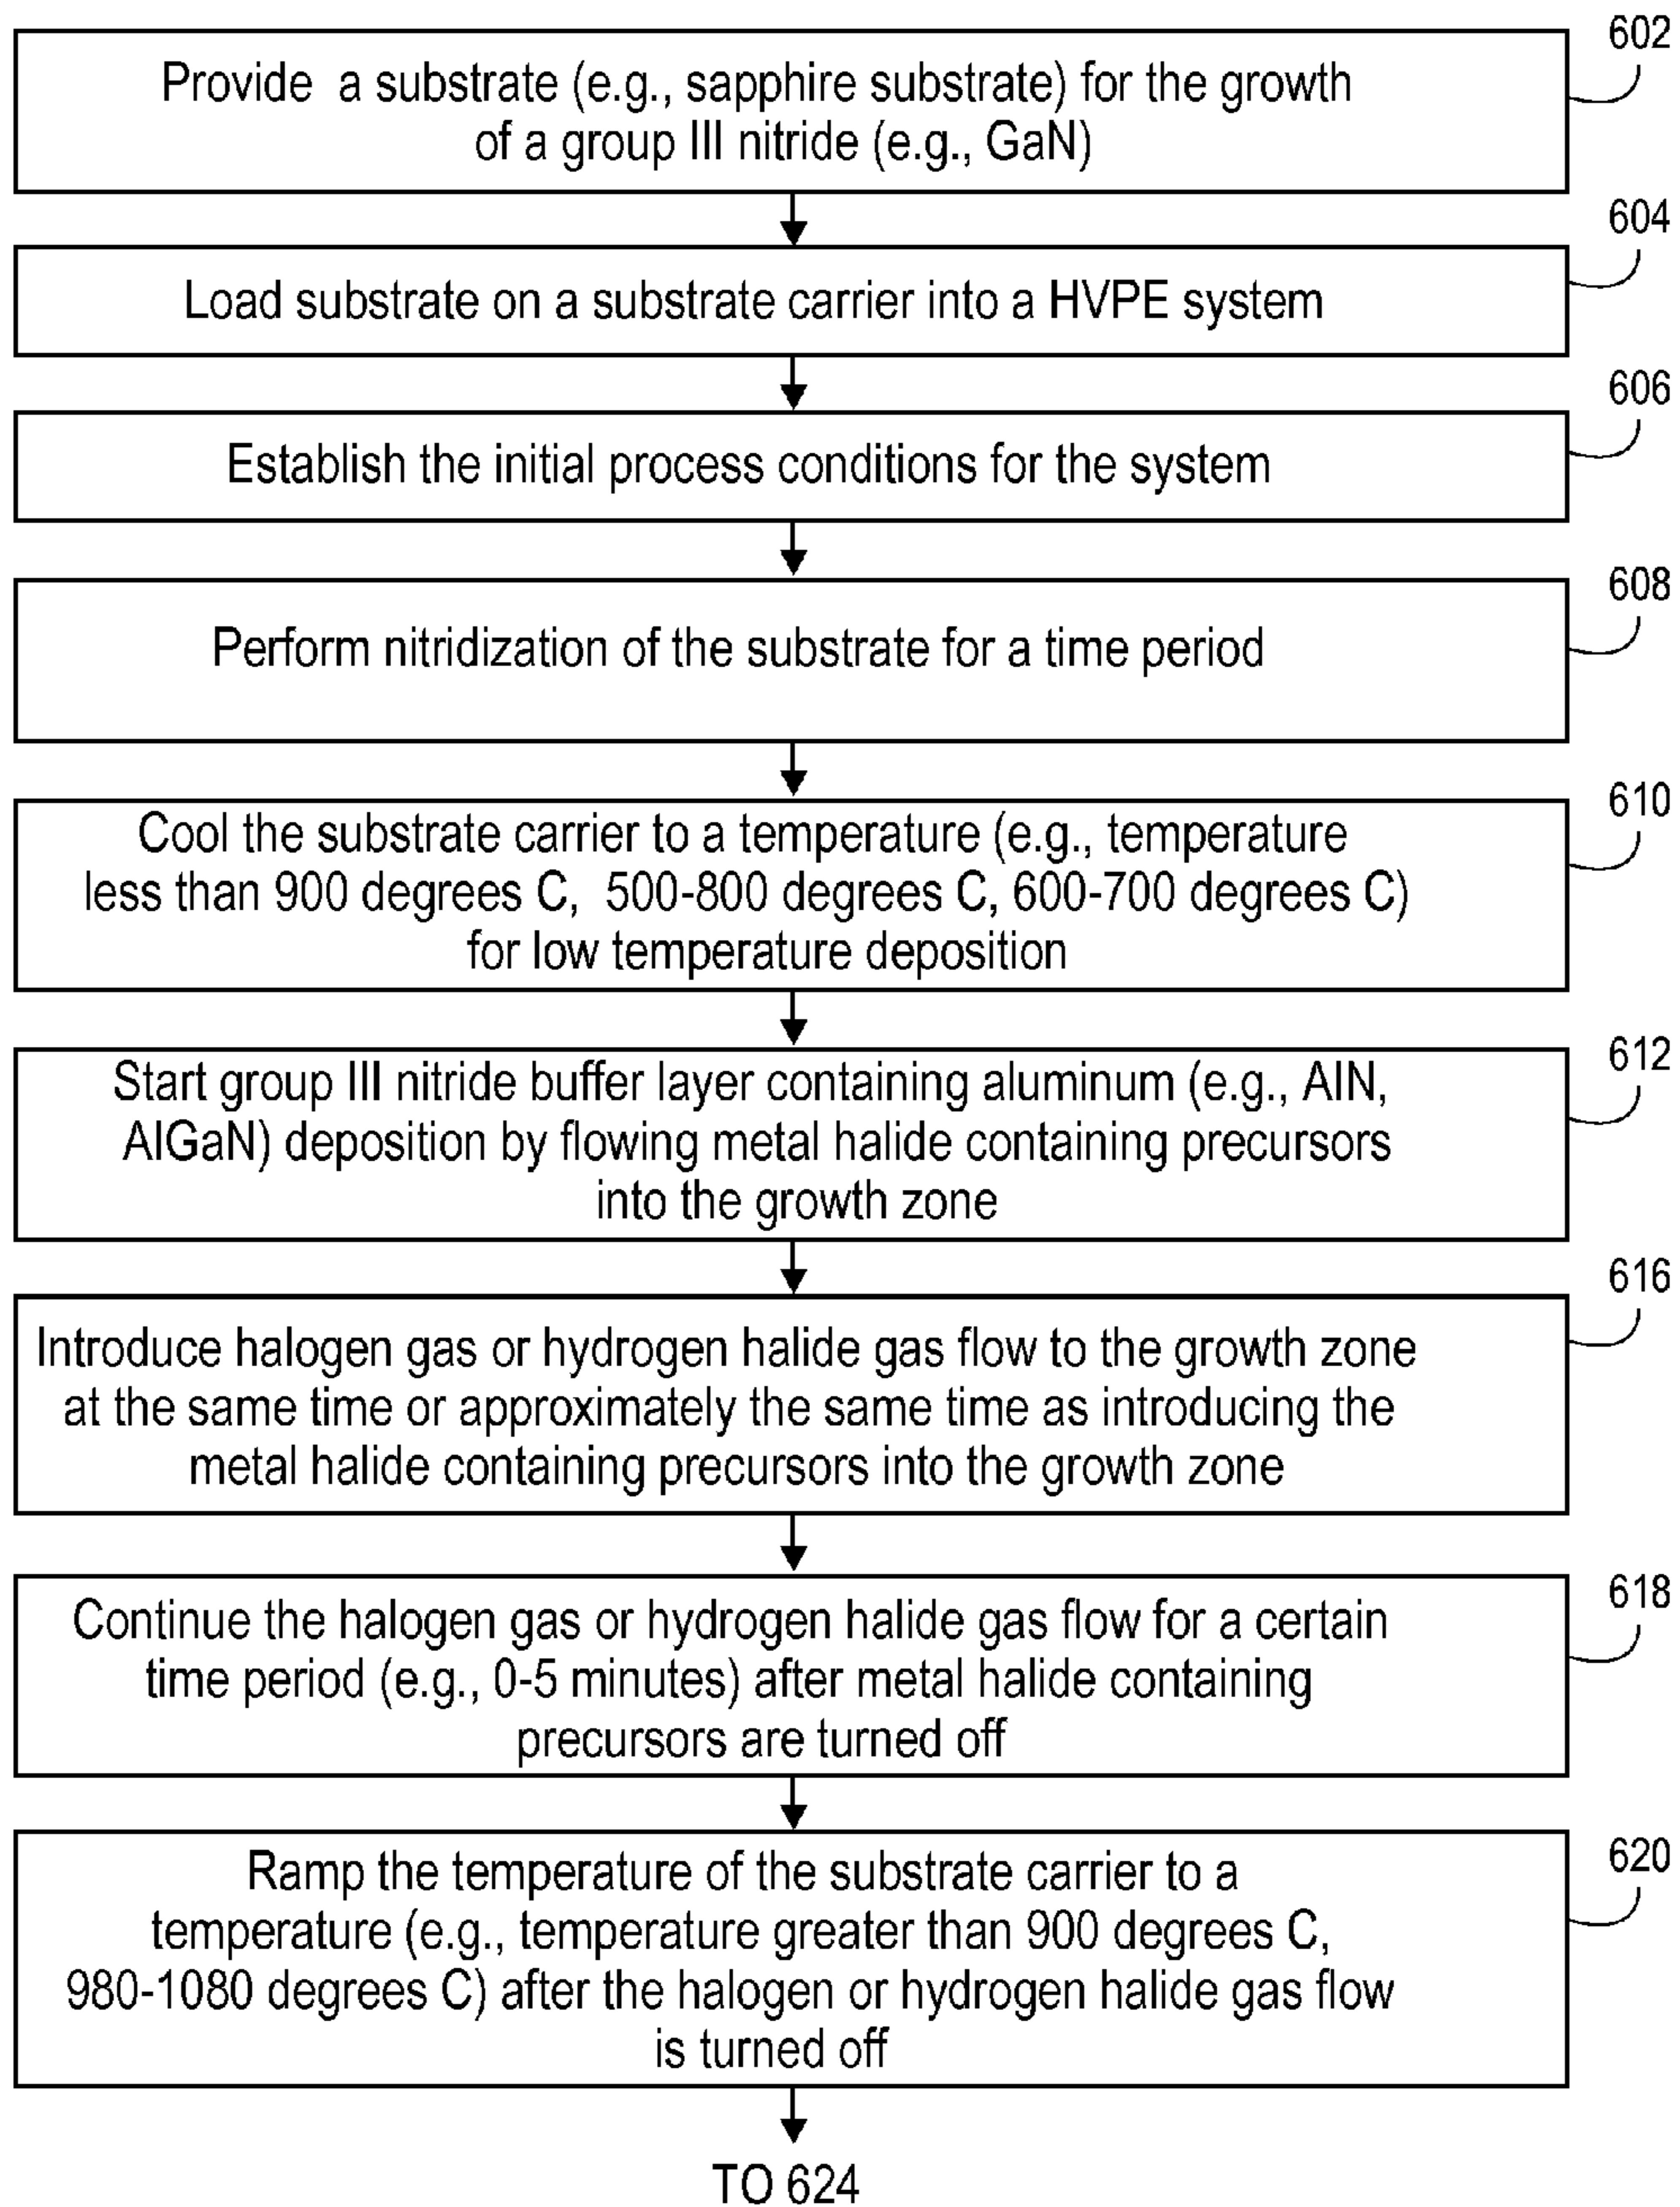 602
Provide a substrate (e.g., sapphire substrate) for the growth
of a group III nitride (e.g., GaN)
604
Load substrate on a substrate carrier into a HVPE system
606
Establish the initial process conditions for the system
608
Perform nitridization of the substrate for a time period
610
Cool the substrate carrier to a temperature (e.g., temperature
less than 900 degrees C, 500-800 degrees C, 600-700 degrees C)
for low temperature deposition
612
Start group III nitride buffer layer containing aluminum (e.g., AlN,
AlGaN) deposition by flowing metal halide containing precursors
into the growth zone
616
Introduce halogen gas or hydrogen halide gas flow to the growth zone
at the same time or approximately the same time as introducing the
metal halide containing precursors into the growth zone
618
Continue the halogen gas or hydrogen halide gas flow for a certain
time period (e.g., 0-5 minutes) after metal halide containing
precursors are turned off
620
Ramp the temperature of the substrate carrier to a
temperature (e.g., temperature greater than 900 degrees C,
980-1080 degrees C) after the halogen or hydrogen halide gas flow
is turned off
TO 624